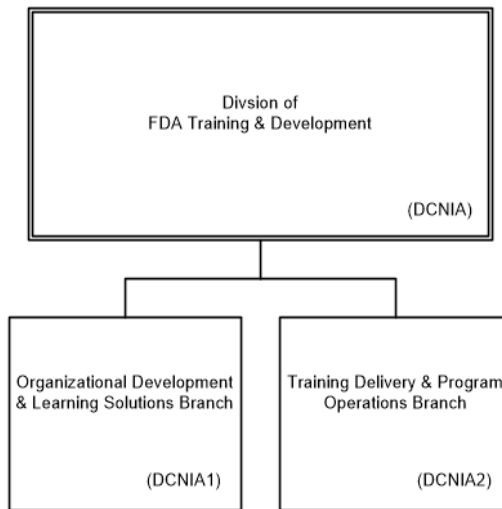 Divsion of
FDA Training & Development
(DCNIA)
Organizational Development
& Learning Solutions Branch
(DCNIA1)
Training Delivery & Program
Operations Branch
(DCNIA2)